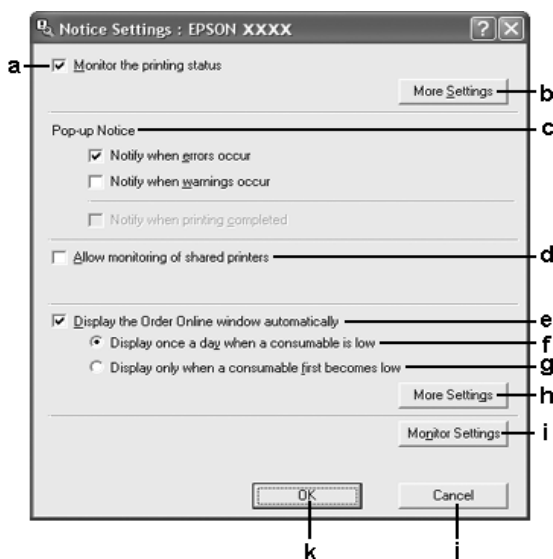 Notice Settings : EPSON XXXX
a Monitor the printing status
More Settings b
Pop-up Notice c
Notify when errors occur
Notify when warnings occur
Notify when printing completed
Allow monitoring of shared printers d
Display the Order Online window automatically e
Display once a day when a consumable is low f
Display only when a consumable first becomes low g
More Settings h
Monitor Settings i
OK Cancel
k j